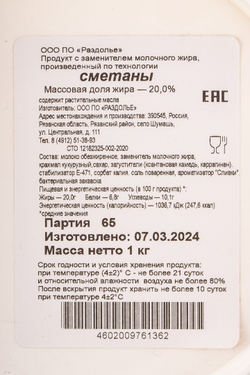 ООО ПО «Раздолье»
Продукт с заменителем молочного жира,
произведенный по технологии
сметаны
Массовая доля жира — 20,0%
содержит растительные масла
Изготовитель: ООО ПО «РАЗДОЛЬЕ»
Адрес местонахождения и производства: 390545, Россия,
Рязанская область, Рязанский район, село Шумашь,
ул. Центральная, д. 111
Тел. 8 (4912) 51-38-93
СТО 12182325-002-2020
EAC
Состав: молоко обезжиренное, заменитель молочного жира,
крахмал кукурузный, сахар, загустители (ксантановая камедь, каррагинан),
стабилизатор Е-471, сорбат калия, соль поваренная, ароматизатор "Сливки"
бактериальная закваска
Пищевая и энергетическая ценность (в 100 г продукта):*
Жиры — 20,0г Белки — 6,8г Углеводы — 10,1г
Энергетическая ценность (калорийность) — 1036,7 кДж (247,6 ккал)
*средние значения
Партия 65
Изготовлено: 07.03.2024
Масса нетто 1 кг
Срок годности и условия хранения продукта:
при температуре (4±2)° С - не более 21 суток
и относительной влажности воздуха не более 80%
После вскрытия продукт хранить не более 10 суток
при температуре 4±2°С
4602009761362